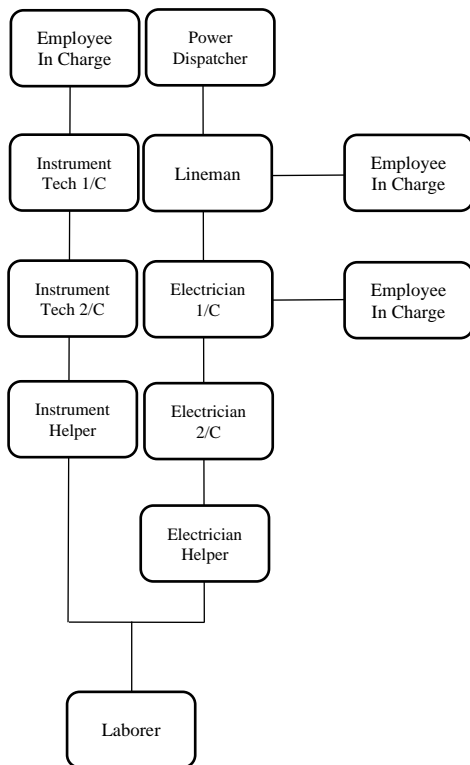 Employee
In Charge
Power
Dispatcher
Instrument
Tech 1/C
Lineman
Employee
In Charge
Instrument
Tech 2/C
Electrician
1/C
Employee
In Charge
Instrument
Helper
Electrician
2/C
Electrician
Helper
Laborer